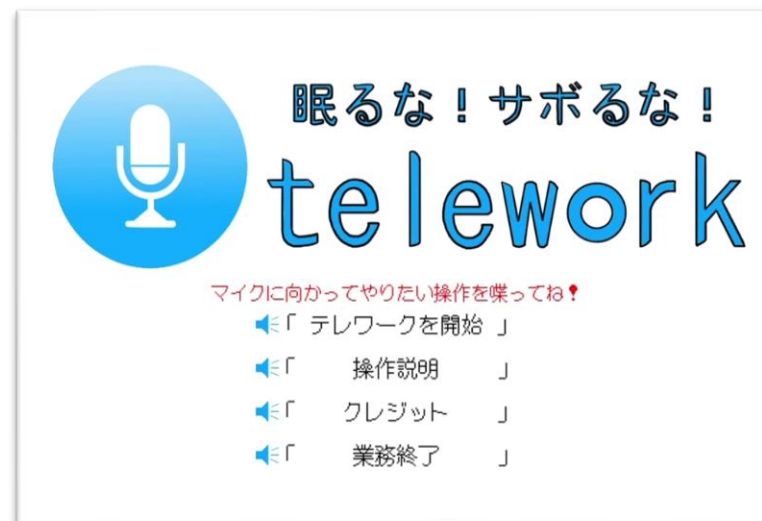 眠るな！サボるな！
telework
マイクに向かってやりたい操作を喋ってね❢
「 テレワークを開始 」
「 操作説明 」
「 クレジット 」
「 業務終了 」